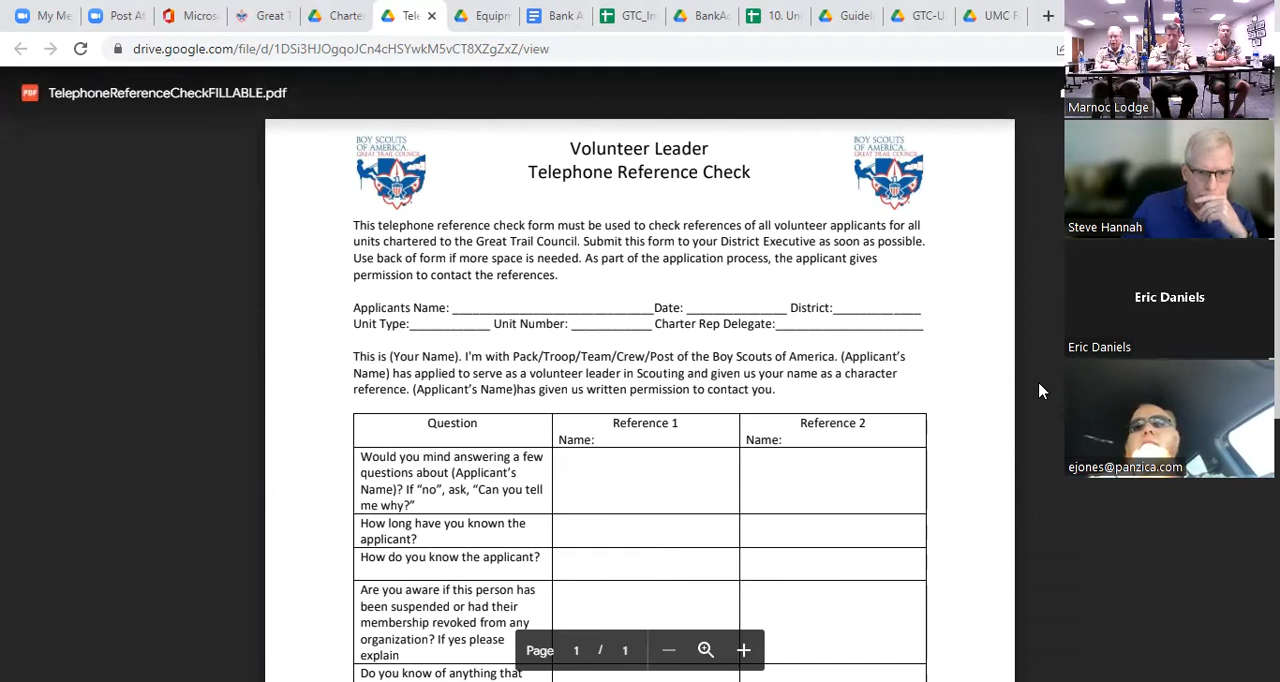 My Me
Post At
Micros
Great T
Charte
Tele
Equipm
Bank A
GTC_In
BankAc
10. Un
Guideli
GTC-U
UMC F
drive.google.com/file/d/1DSi3HJOgqoJCn4cHSYwkM5vCT8XZgZxZ/view
PDF
TelephoneReferenceCheckFILLABLE.pdf
BOY SCOUTS
OF AMERICA
GREAT TRAIL COUNCIL
Volunteer Leader
Telephone Reference Check
BOY SCOUTS
OF AMERICA
GREAT TRAIL COUNCIL
This telephone reference check form must be used to check references of all volunteer applicants for all
units chartered to the Great Trail Council. Submit this form to your District Executive as soon as possible.
Use back of form if more space is needed. As part of the application process, the applicant gives
permission to contact the references.
Applicants Name: ____________________________Date: ______________ District:____________
Unit Type:___________ Unit Number: ___________ Charter Rep Delegate:____________________
This is (Your Name). I'm with Pack/Troop/Team/Crew/Post of the Boy Scouts of America. (Applicant's
Name) has applied to serve as a volunteer leader in Scouting and given us your name as a character
reference. (Applicant's Name)has given us written permission to contact you.
Question
Reference 1
Name:
Reference 2
Name:
Would you mind answering a few
questions about (Applicant's
Name)? If “no”, ask, “Can you tell
me why?”
How long have you known the
applicant?
How do you know the applicant?
Are you aware if this person has
been suspended or had their
membership revoked from any
organization? If yes please
explain
Do you know of anything that
Page 1 / 1
Marnoc Lodge
Steve Hannah
Eric Daniels
Eric Daniels
ejones@panzica.com